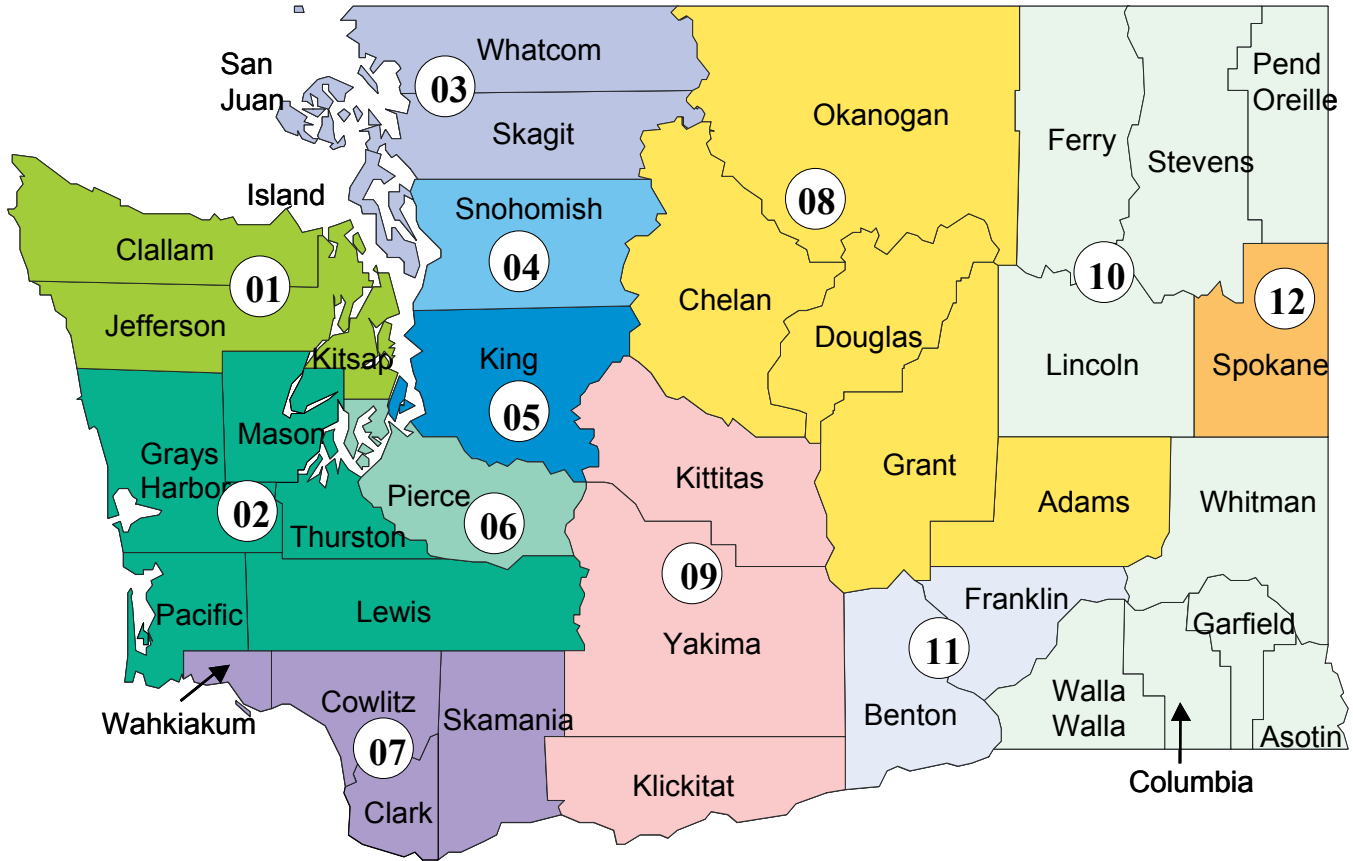 Whatcom
San
Juan
03
Pend
Oreille
Okanogan
Skagit
Ferry
Stevens
Island
08
Snohomish
Clallam
04
10
01
Chelan
12
Jefferson
Douglas
Kitsap
King
Lincoln
Spokane
05
Mason
Grays
Harbor
Kittitas
Grant
Pierce
Adams
Whitman
02
06
Thurston
09
Franklin
Pacific
Lewis
Garfield
Yakima
11
Wahkiakum
Cowlitz
Skamania
Walla
Walla
Benton
Asotin
07
Columbia
Klickitat
Clark